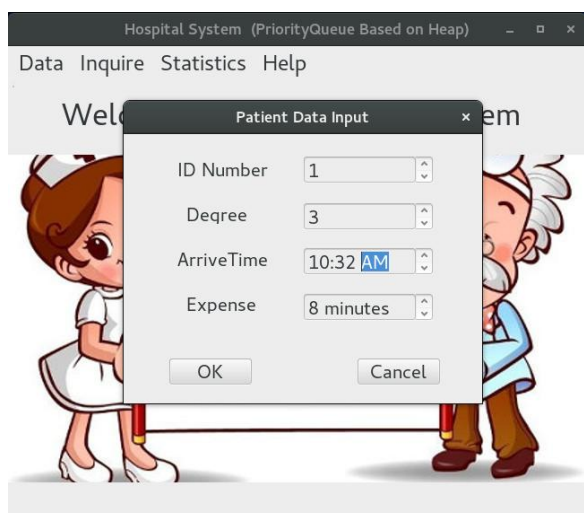 Hospital System (PriorityQueue Based on Heap)
Data Inquire Statistics Help
Patient Data Input
ID Number 1
Degree 3
ArriveTime 10:32 AM
Expense 8 minutes
OK Cancel